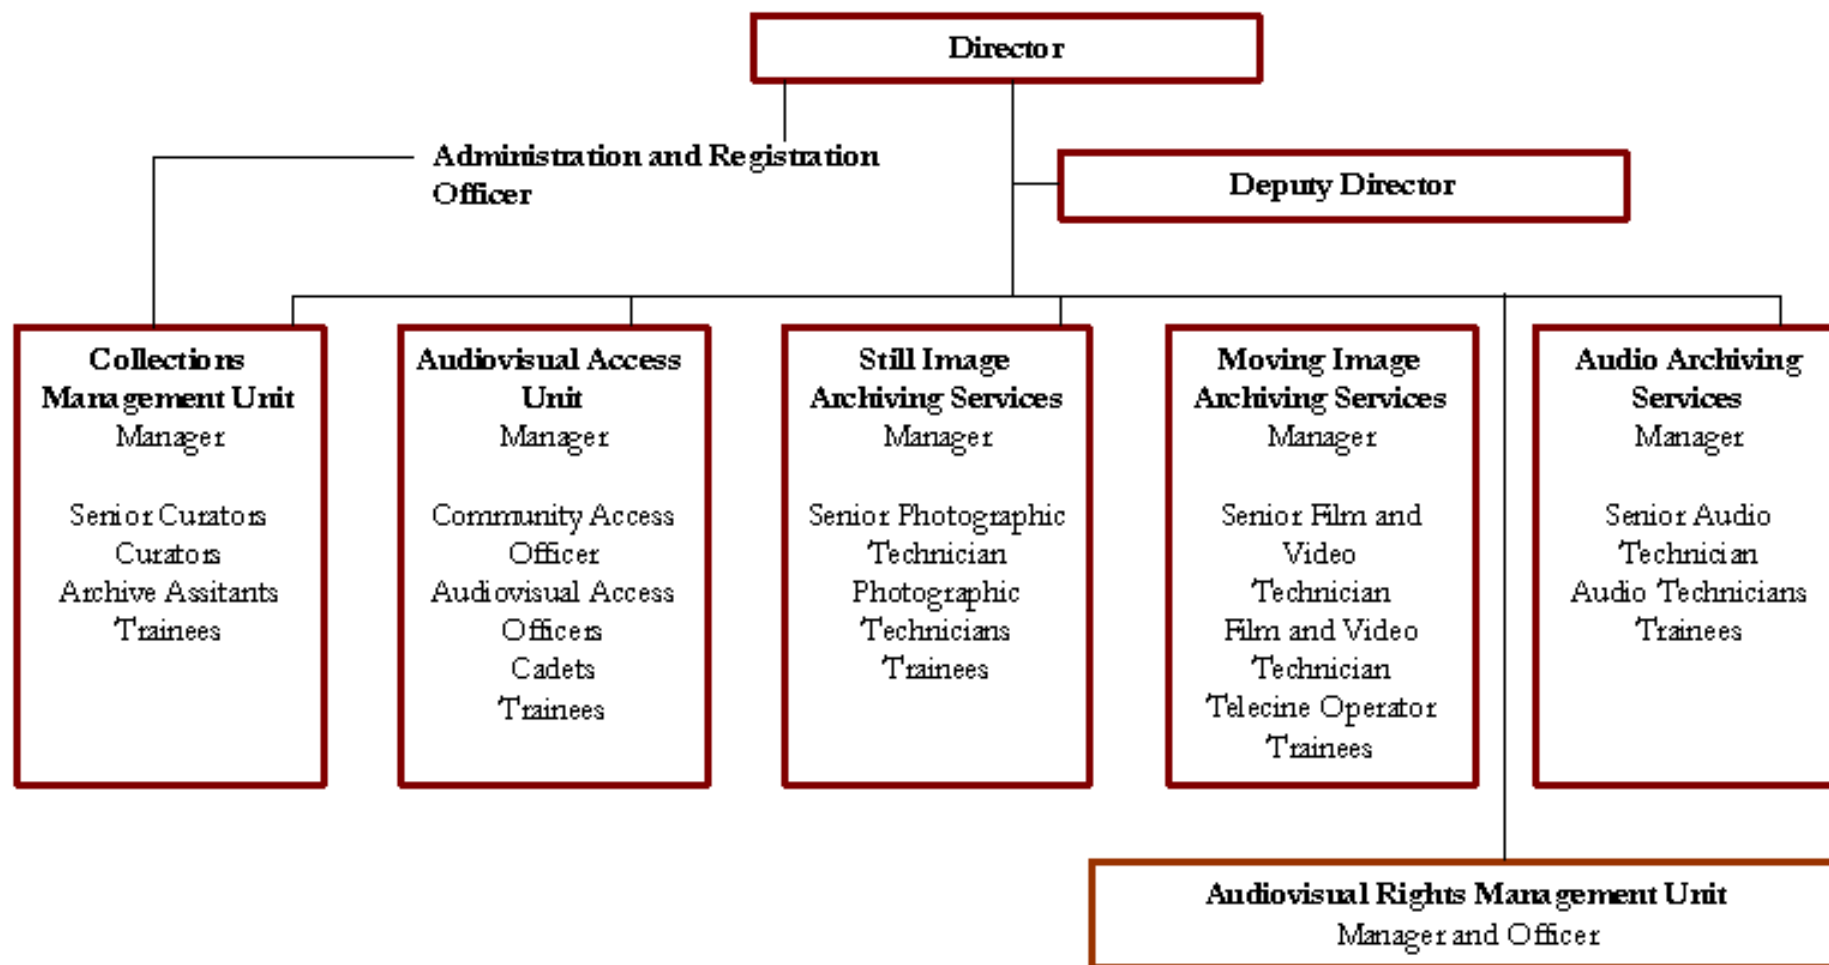 Director
Administration and Registration
Officer
Deputy Director
Collections
Management Unit
Manager
Senior Curators
Curators
Archive Assitants
Trainees
Audiovisual Access
Unit
Manager
Community Access
Officer
Audiovisual Access
Officers
Cadets
Trainees
Still Image
Archiving Services
Manager
Senior Photographic
Technician
Photographic
Technicians
Trainees
Moving Image
Archiving Services
Manager
Senior Film and
Video
Technician
Film and Video
Technician
Telecine Operator
Trainees
Audio Archiving
Services
Manager
Senior Audio
Technician
Audio Technicians
Trainees
Audiovisual Rights Management Unit
Manager and Officer